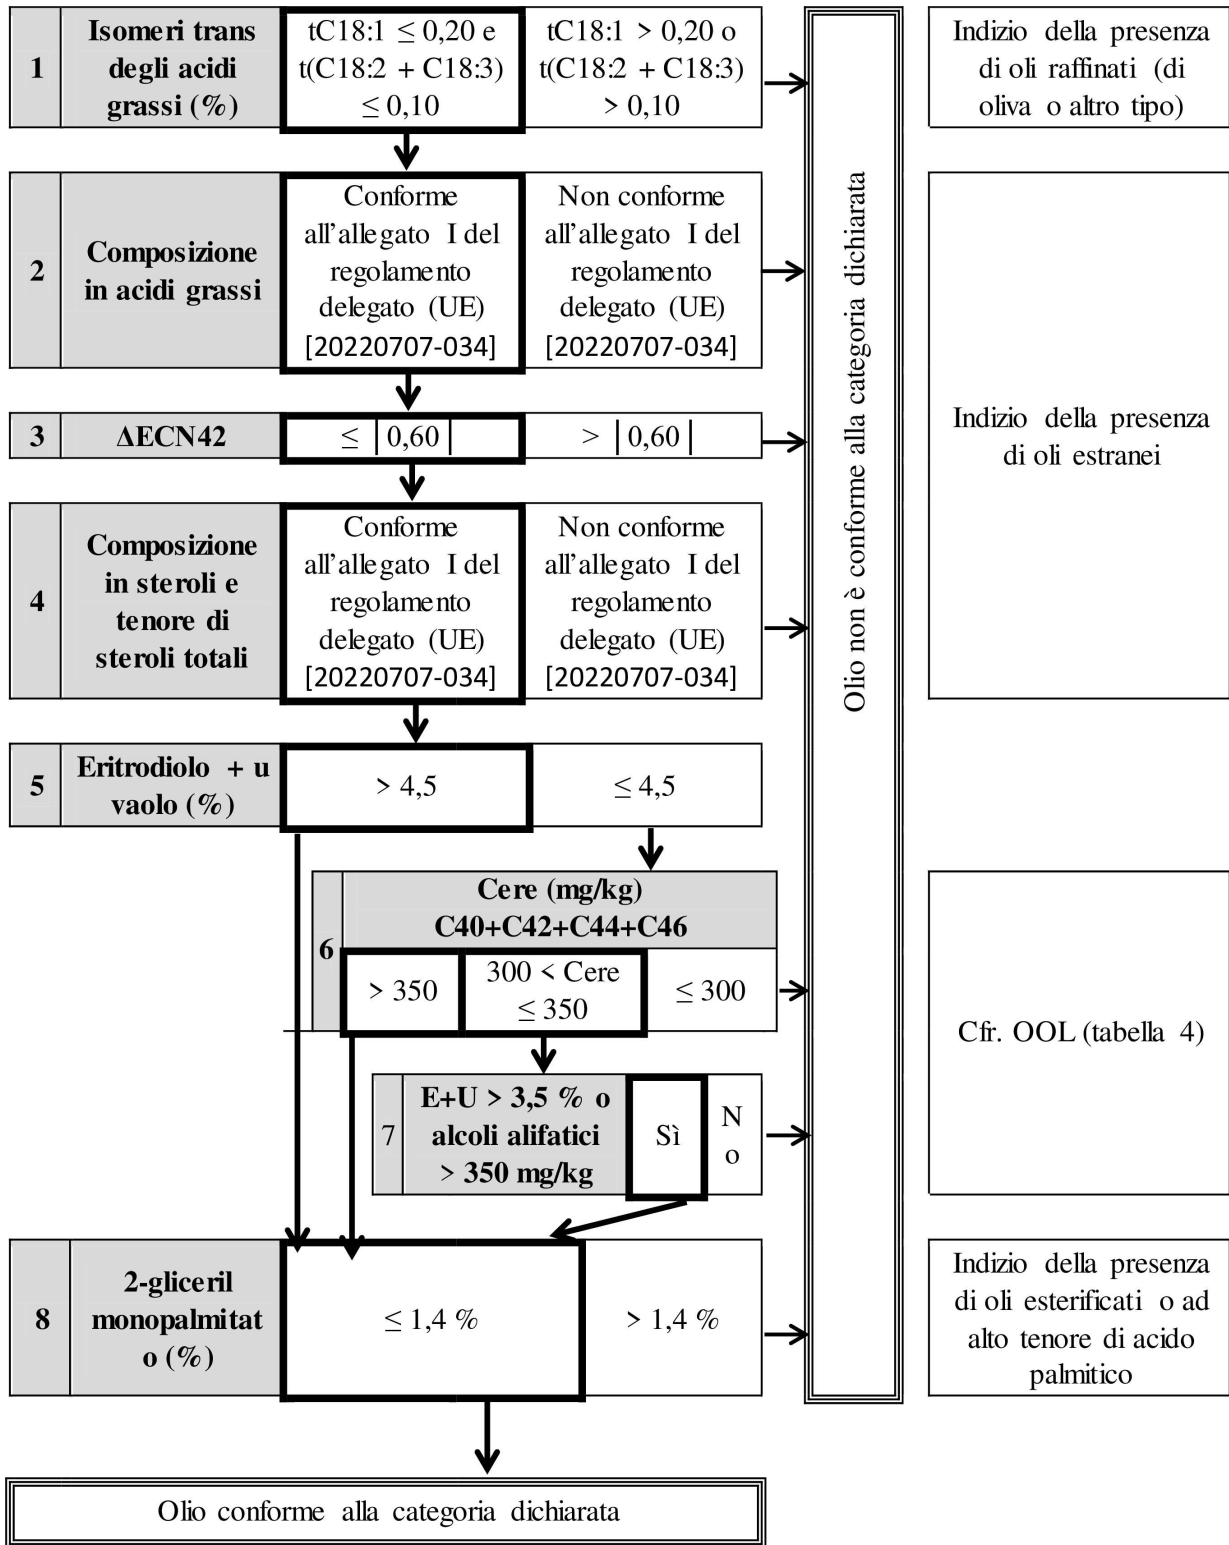 1
Isomeri trans
degli acidi
grassi (%)
tC18:1 ≤ 0,20 e
t(C18:2 + C18:3)
≤ 0,10
tC18:1 > 0,20 o
t(C18:2 + C18:3)
> 0,10
Indizio della presenza
di oli raffinati (di
oliva o altro tipo)
Olio non è conforme alla categoria dichiarata
2
Composizione
in acidi grassi
Conforme
all'allegato I del
regolamento
delegato (UE)
[20220707-034]
Non conforme
all'allegato I del
regolamento
delegato (UE)
[20220707-034]
Indizio della presenza
di oli estranei
3
ΔECN42
≤ |0,60|
> |0,60|
4
Composizione
in steroli e
tenore di
steroli totali
Conforme
all'allegato I del
regolamento
delegato (UE)
[20220707-034]
Non conforme
all'allegato I del
regolamento
delegato (UE)
[20220707-034]
5
Eritrodiolo + u
vaolo (%)
> 4,5
≤ 4,5
6
Cere (mg/kg)
C40+C42+C44+C46
> 350
300 < Cere
≤ 350
≤ 300
Cfr. OOL (tabella 4)
7
E+U > 3,5 % o
alcoli alifatici
> 350 mg/kg
Sì
N
o
8
2-gliceril
monopalmitat
o (%)
≤ 1,4 %
> 1,4 %
Indizio della presenza
di oli esterificati o ad
alto tenore di acido
palmitico
Olio conforme alla categoria dichiarata